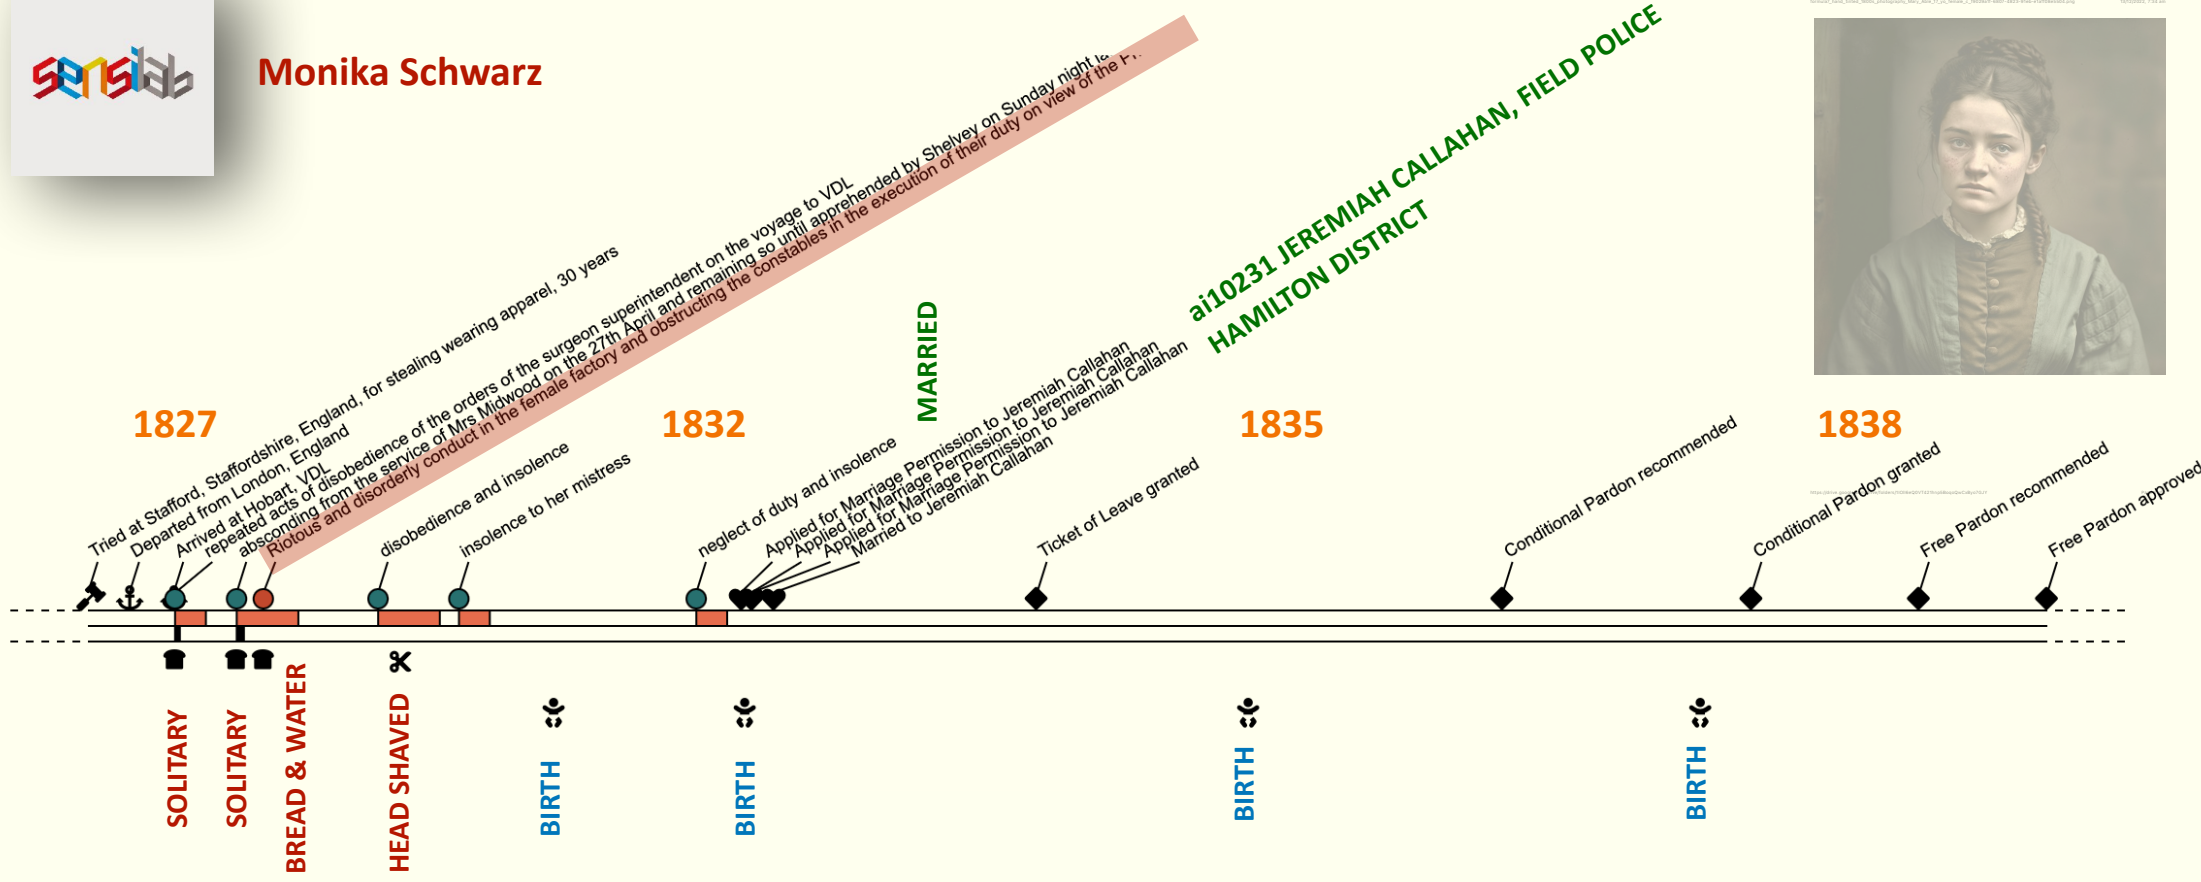 sensilab
Monika Schwarz
1827
1832
1835
1838
Tried at Stafford, Staffordshire, England, for stealing wearing apparel, 30 years
Departed from London, England
Arrived at Hobart, VDL
repeated acts of disobedience of the orders of the surgeon superintendent on the voyage to VDL
absconding from the service of Mrs Midwood on the 27th April and remaining so until apprehended by Shelvey on Sunday night
Riotous and disorderly conduct in the female factory and obstructing the constables in the execution of their duty on view of the
disobedience and insolence
insolence to her mistress
neglect of duty and insolence
MARRIED
Applied for Marriage Permission to Jeremiah Callahan
Applied for Marriage Permission to Jeremiah Callahan
Applied for Marriage Permission to Jeremiah Callahan
Married to Jeremiah Callahan
ai10231 JEREMIAH CALLAHAN, FIELD POLICE
HAMILTON DISTRICT
Ticket of Leave granted
Conditional Pardon recommended
Conditional Pardon granted
Free Pardon recommended
Free Pardon approved
SOLITARY
SOLITARY
BREAD & WATER
HEAD SHAVED
BIRTH
BIRTH
BIRTH
BIRTH